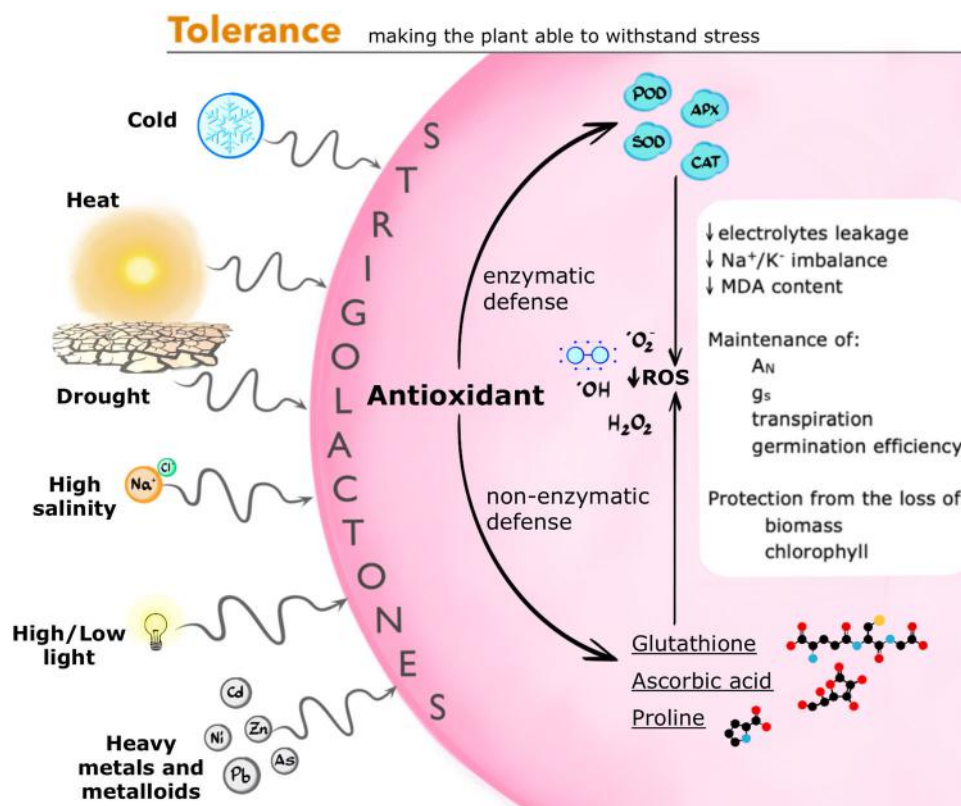 Tolerance making the plant able to withstand stress
Cold
Heat
Drought
High
salinity
Na⁺
Cl⁻
High/Low
light
Cd
Ni
Zn
Pb
As
Heavy
metals and
metalloids
STRIGOLACTONES
Antioxidant
enzymatic
defense
non-enzymatic
defense
POD
APX
SOD
CAT
˙O₂⁻
˙OH
↓ROS
H₂O₂
↓ electrolytes leakage
↓ Na⁺/K⁻ imbalance
↓ MDA content
Maintenance of:
A_N
g_s
transpiration
germination efficiency
Protection from the loss of
biomass
chlorophyll
Glutathione
Ascorbic acid
Proline